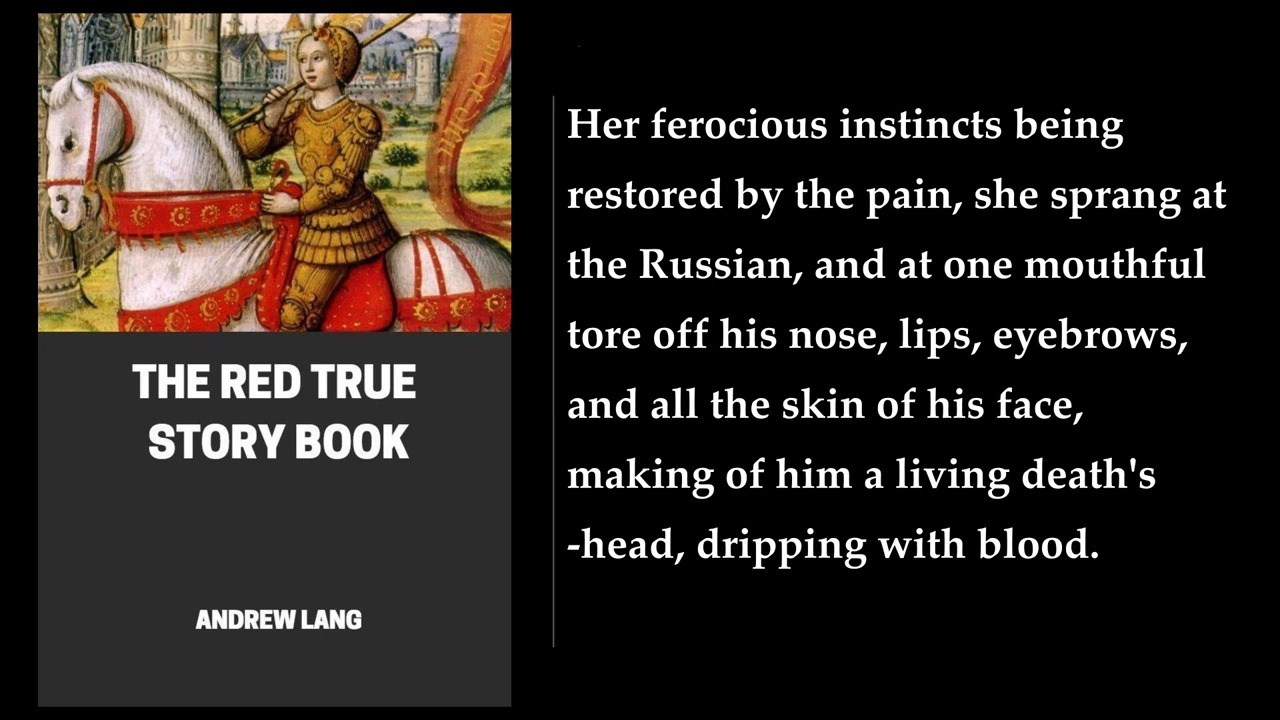 THE RED TRUE
STORY BOOK
ANDREW LANG
Her ferocious instincts being
restored by the pain, she sprang at
the Russian, and at one mouthful
tore off his nose, lips, eyebrows,
and all the skin of his face,
making of him a living death's
-head, dripping with blood.